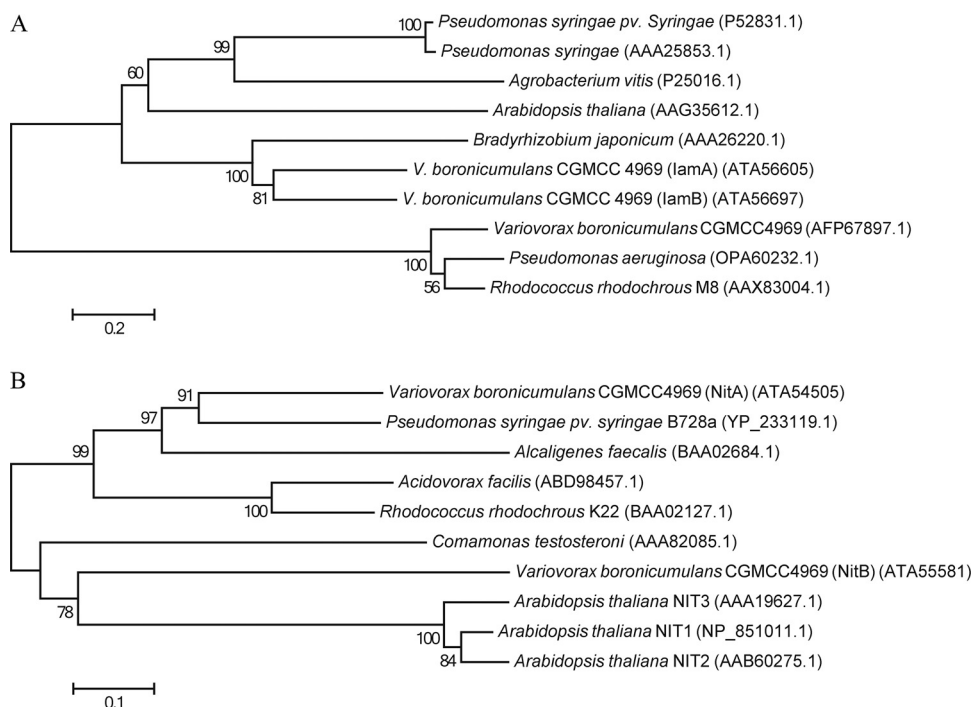 A
100 Pseudomonas syringae pv. Syringae (P52831.1)
99 Pseudomonas syringae (AAA25853.1)
60 Agrobacterium vitis (P25016.1)
Arabidopsis thaliana (AAG35612.1)
Bradyrhizobium japonicum (AAA26220.1)
100 V. boronicumulans CGMCC 4969 (IamA) (ATA56605)
81 V. boronicumulans CGMCC 4969 (IamB) (ATA56697)
Variovorax boronicumulans CGMCC4969 (AFP67897.1)
100 Pseudomonas aeruginosa (OPA60232.1)
56 Rhodococcus rhodochrous M8 (AAX83004.1)
0.2
B
91 Variovorax boronicumulans CGMCC4969 (NitA) (ATA54505)
97 Pseudomonas syringae pv. syringae B728a (YP_233119.1)
99 Alcaligenes faecalis (BAA02684.1)
Acidovorax facilis (ABD98457.1)
100 Rhodococcus rhodochrous K22 (BAA02127.1)
Comamonas testosteroni (AAA82085.1)
Variovorax boronicumulans CGMCC4969 (NitB) (ATA55581)
78 Arabidopsis thaliana NIT3 (AAA19627.1)
100 Arabidopsis thaliana NIT1 (NP_851011.1)
84 Arabidopsis thaliana NIT2 (AAB60275.1)
0.1